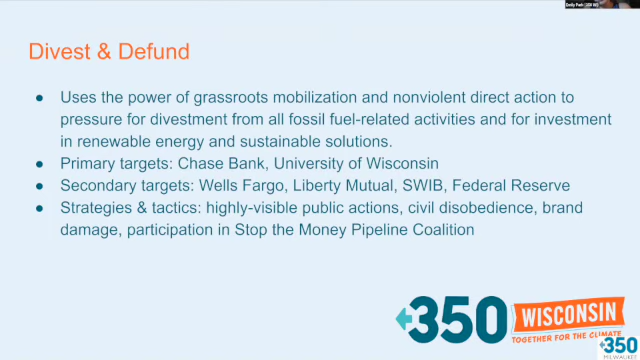 Divest & Defund
● Uses the power of grassroots mobilization and nonviolent direct action to
pressure for divestment from all fossil fuel-related activities and for investment
in renewable energy and sustainable solutions.
● Primary targets: Chase Bank, University of Wisconsin
● Secondary targets: Wells Fargo, Liberty Mutual, SWIB, Federal Reserve
● Strategies & tactics: highly-visible public actions, civil disobedience, brand
damage, participation in Stop the Money Pipeline Coalition
350 WISCONSIN
TOGETHER FOR THE CLIMATE
350
MILWAUKEE